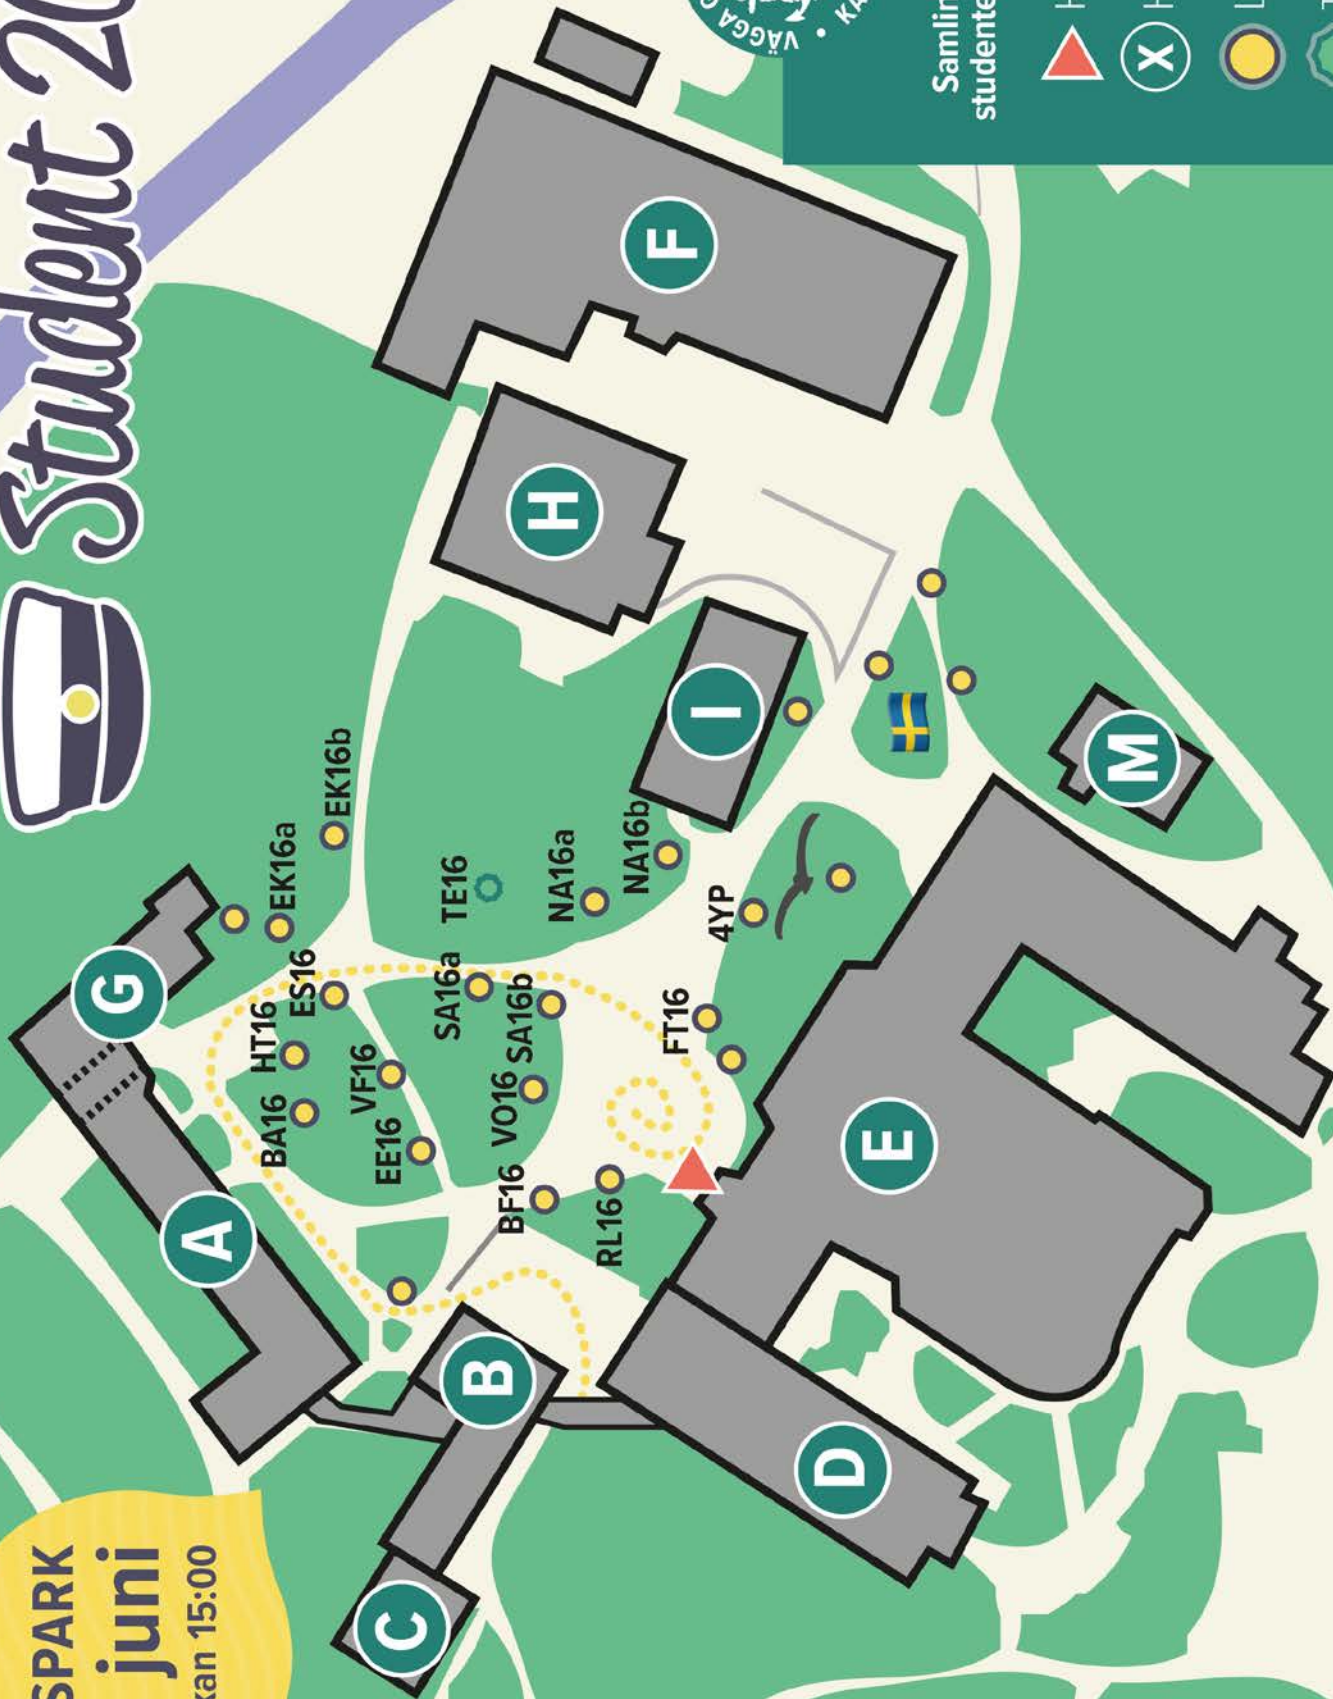 SPARK
juni
kan 15:00
Student 20
VÄGGA
Samlin
studente
X
C
B
A
G
D
E
F
H
I
M
BA16
HT16
ES16
EK16a
EK16b
EE16
VF16
SA16a
TE16
BF16
VO16
SA16b
NA16a
RL16
FT16
4YP
NA16b